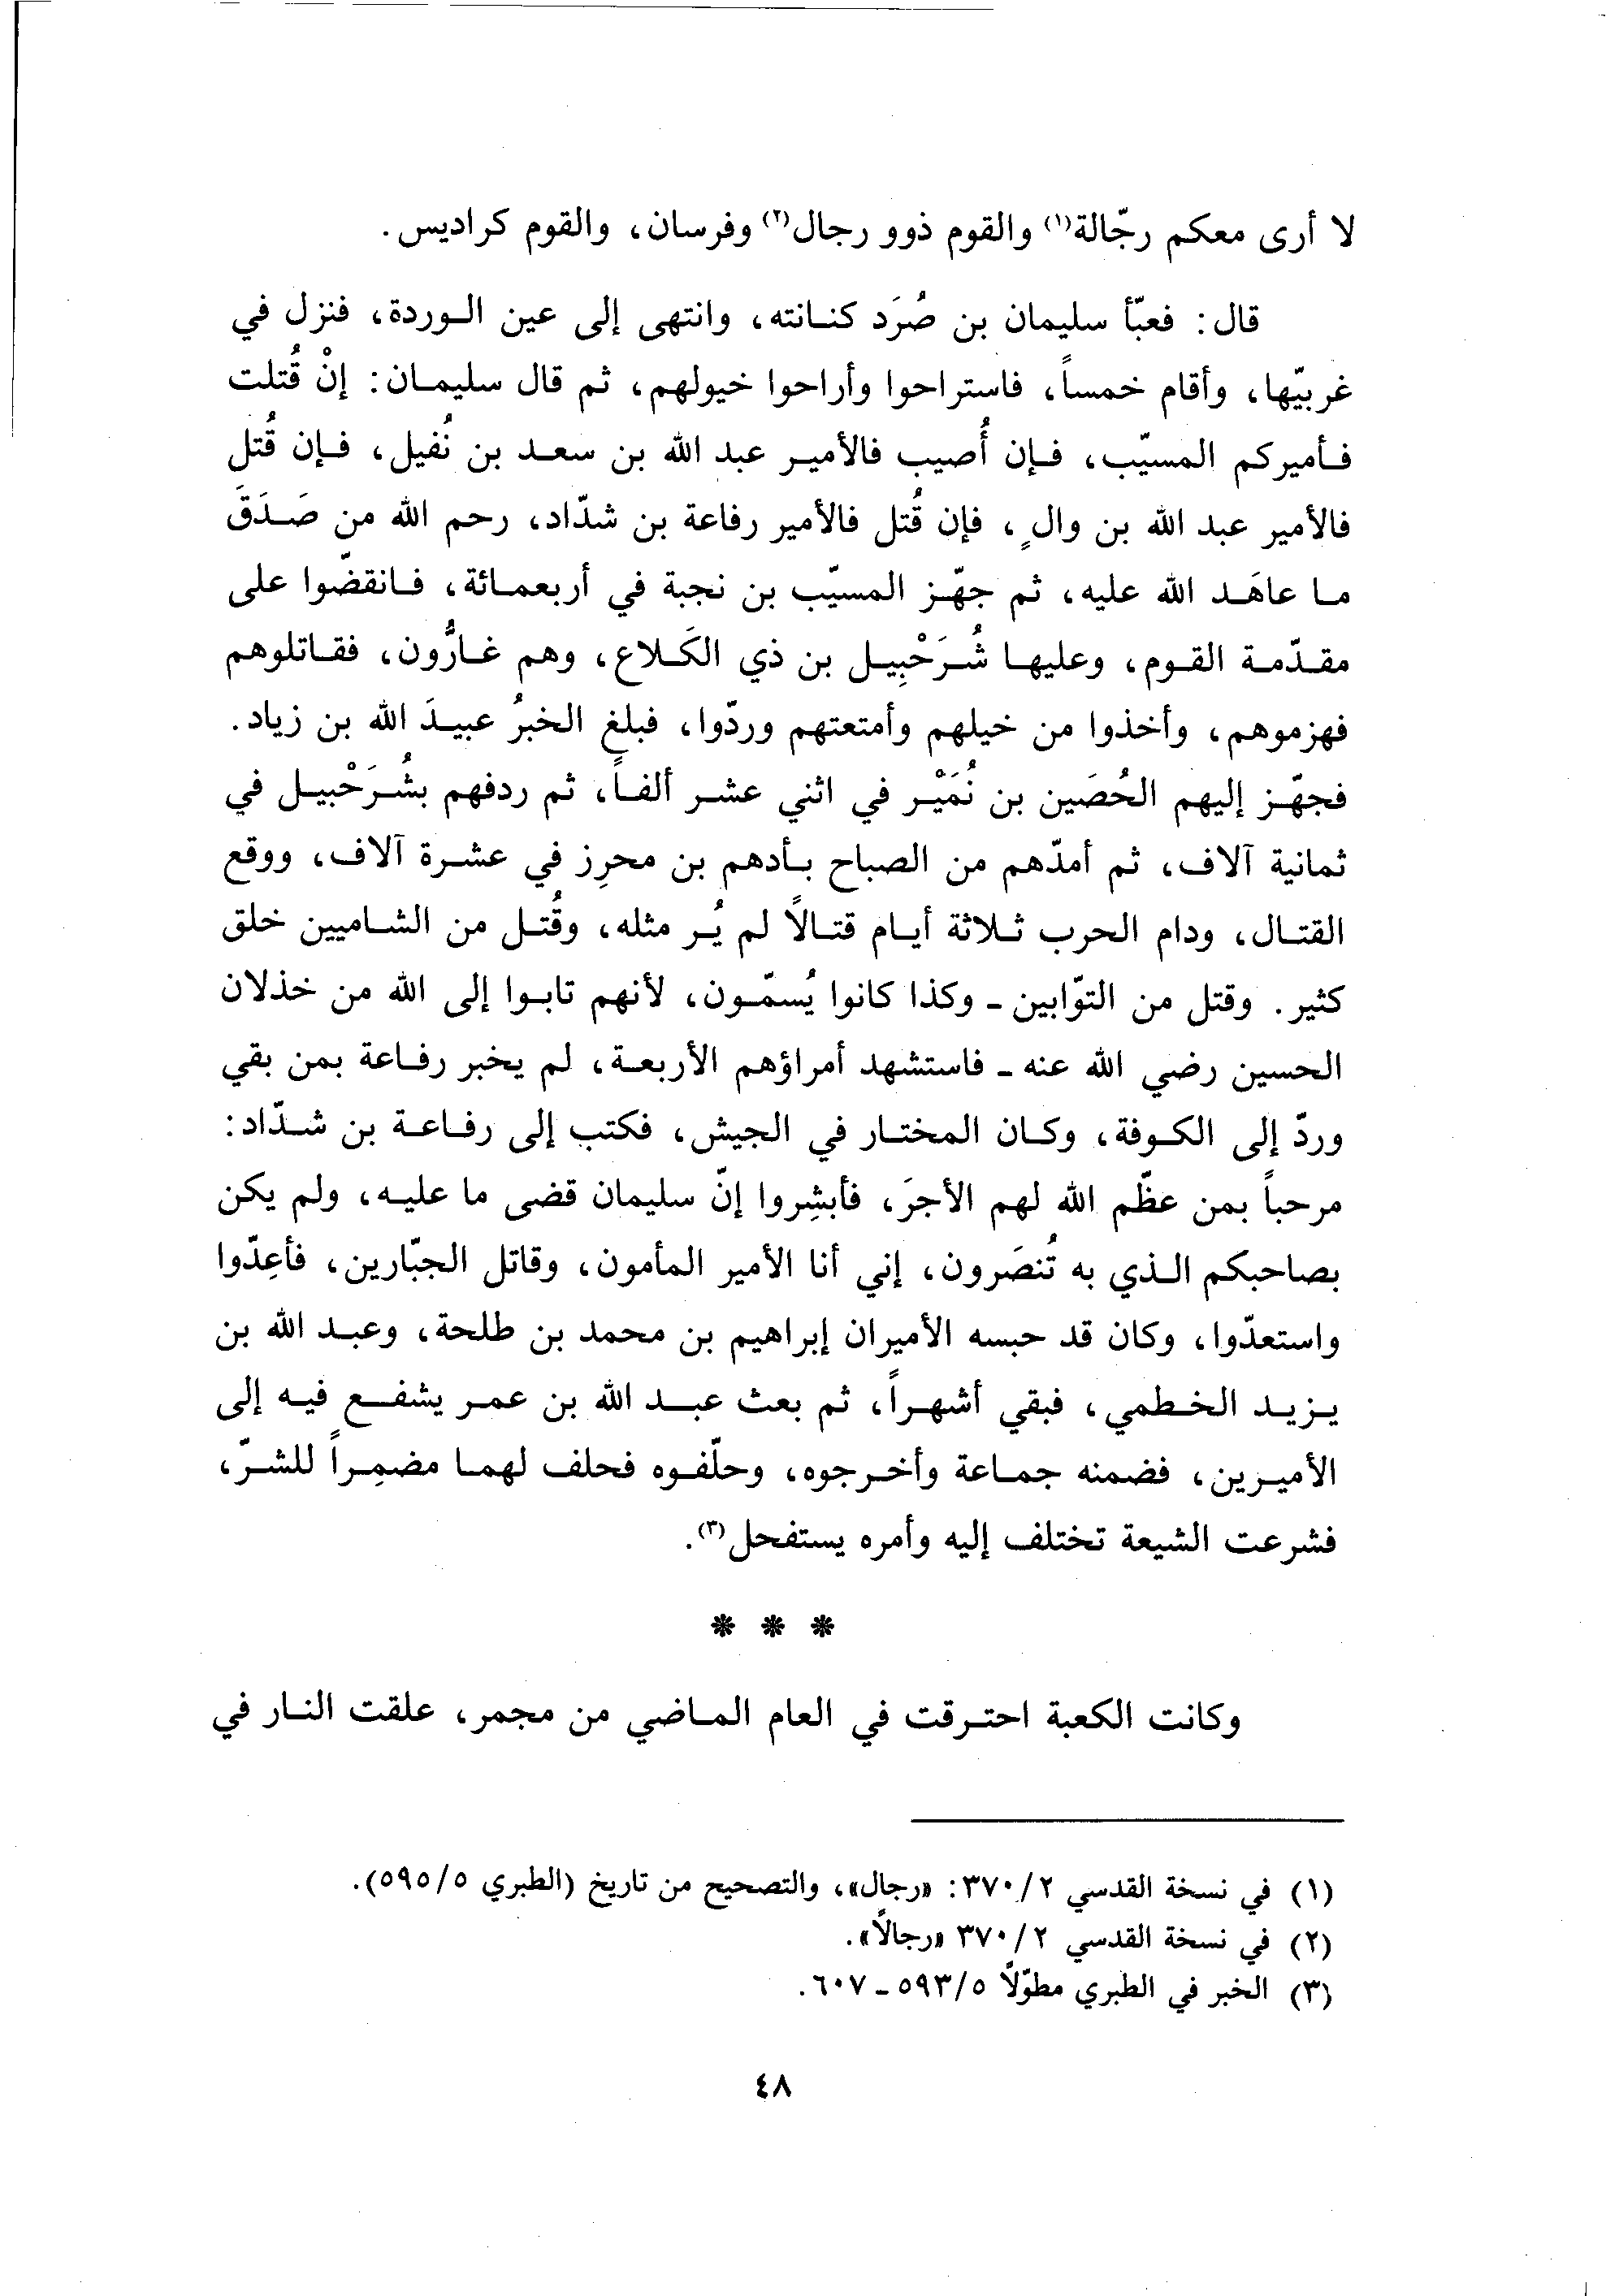 لا أرى معكم رجّالة(١) والقوم ذوو رجال(٢) وفرسان، والقوم كراديس.
قال: فعبّأ سليمان بن صُرَد كنانته، وانتهى إلى عين الوردة، فنزل في
غربيّها، وأقام خمساً، فاستراحوا وأراحوا خيولهم، ثم قال سليمان: إنْ قُتلت
فأميركم المسيّب، فإن أُصيب فالأمير عبد الله بن سعد بن نُفيل، فإن قُتل
فالأمير عبد الله بن والٍ، فإن قُتل فالأمير رفاعة بن شدّاد، رحم الله من صَدَقَ
ما عاهَد الله عليه، ثم جهّز المسيّب بن نجبة في أربعمائة، فانقضّوا على
مقدّمة القوم، وعليها شُرَحْبِيل بن ذي الكَلاع، وهم غارُّون، فقاتلوهم
فهزموهم، وأخذوا من خيلهم وأمتعتهم وردّوا، فبلغ الخبرُ عبيدَ الله بن زياد.
فجهّز إليهم الحُصَين بن نُمَيْر في اثني عشر ألفاً، ثم ردفهم بشُرَحْبيل في
ثمانية آلاف، ثم أمدّهم من الصباح بأدهم بن محرِز في عشرة آلاف، ووقع
القتال، ودام الحرب ثلاثة أيام قتالًا لم يُر مثله، وقُتل من الشاميين خلق
كثير. وقتل من التوّابين ـ وكذا كانوا يُسمّون، لأنهم تابوا إلى الله من خذلان
الحسين رضي الله عنه ـ فاستشهد أمراؤهم الأربعة، لم يخبر رفاعة بمن بقي
وردّ إلى الكوفة، وكان المختار في الجيش، فكتب إلى رفاعة بن شدّاد:
مرحباً بمن عظّم الله لهم الأجرَ، فأبشِروا إنّ سليمان قضى ما عليه، ولم يكن
بصاحبكم الذي به تُنصَرون، إني أنا الأمير المأمون، وقاتل الجبّارين، فأعِدّوا
واستعدّوا، وكان قد حبسه الأميران إبراهيم بن محمد بن طلحة، وعبد الله بن
يزيد الخطمي، فبقي أشهراً، ثم بعث عبد الله بن عمر يشفع فيه إلى
الأميرين، فضمنه جماعة وأخرجوه، وحلّفوه فحلف لهما مضمِراً للشرّ،
فشرعت الشيعة تختلف إليه وأمره يستفحل(٣).
* * *
وكانت الكعبة احترقت في العام الماضي من مجمر، علقت النار في
(١) في نسخة القدسي ٢/ ٣٧٠: «رجال»، والتصحيح من تاريخ (الطبري ٥/ ٥٩٥).
(٢) في نسخة القدسي ٢/ ٣٧٠ «رجالًا».
(٣) الخبر في الطبري مطوّلًا ٥/ ٥٩٣ ـ ٦٠٧.
٤٨